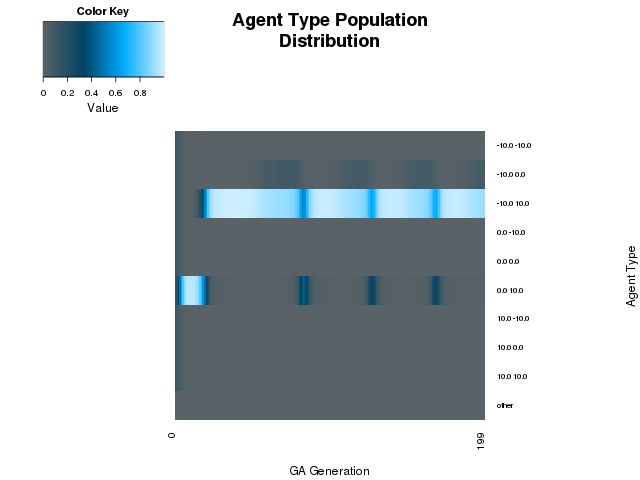 Color Key
Agent Type Population
Distribution
0 0.2 0.4 0.6 0.8
Value
-10.0 -10.0
-10.0 0.0
-10.0 10.0
0.0 -10.0
0.0 0.0
0.0 10.0
10.0 -10.0
10.0 0.0
10.0 10.0
other
Agent Type
0 199
GA Generation